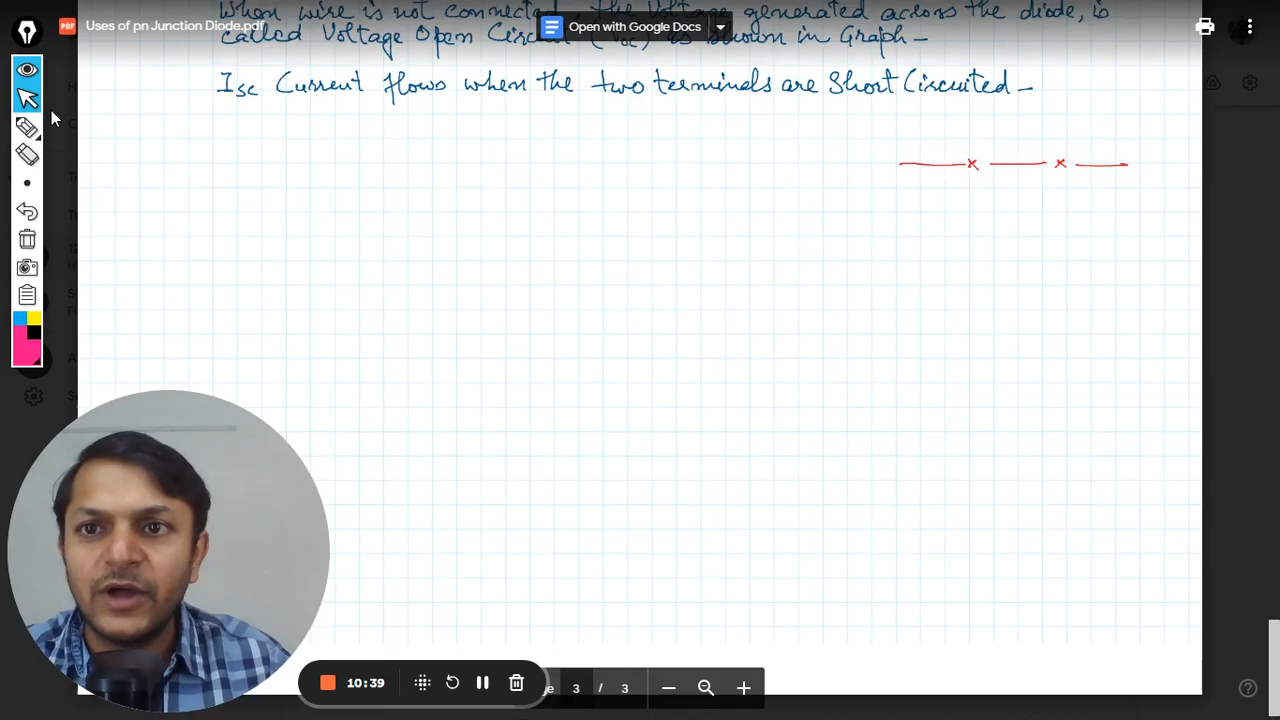 When wire is not connected, the Voltage generated across the diode, is
Uses of pn Junction Diode.pdf
Open with Google Docs
called Voltage Open Circuit (Voc) is shown in Graph -
Isc Current flows when the two terminals are Short Circuited -
10:39
3 / 3